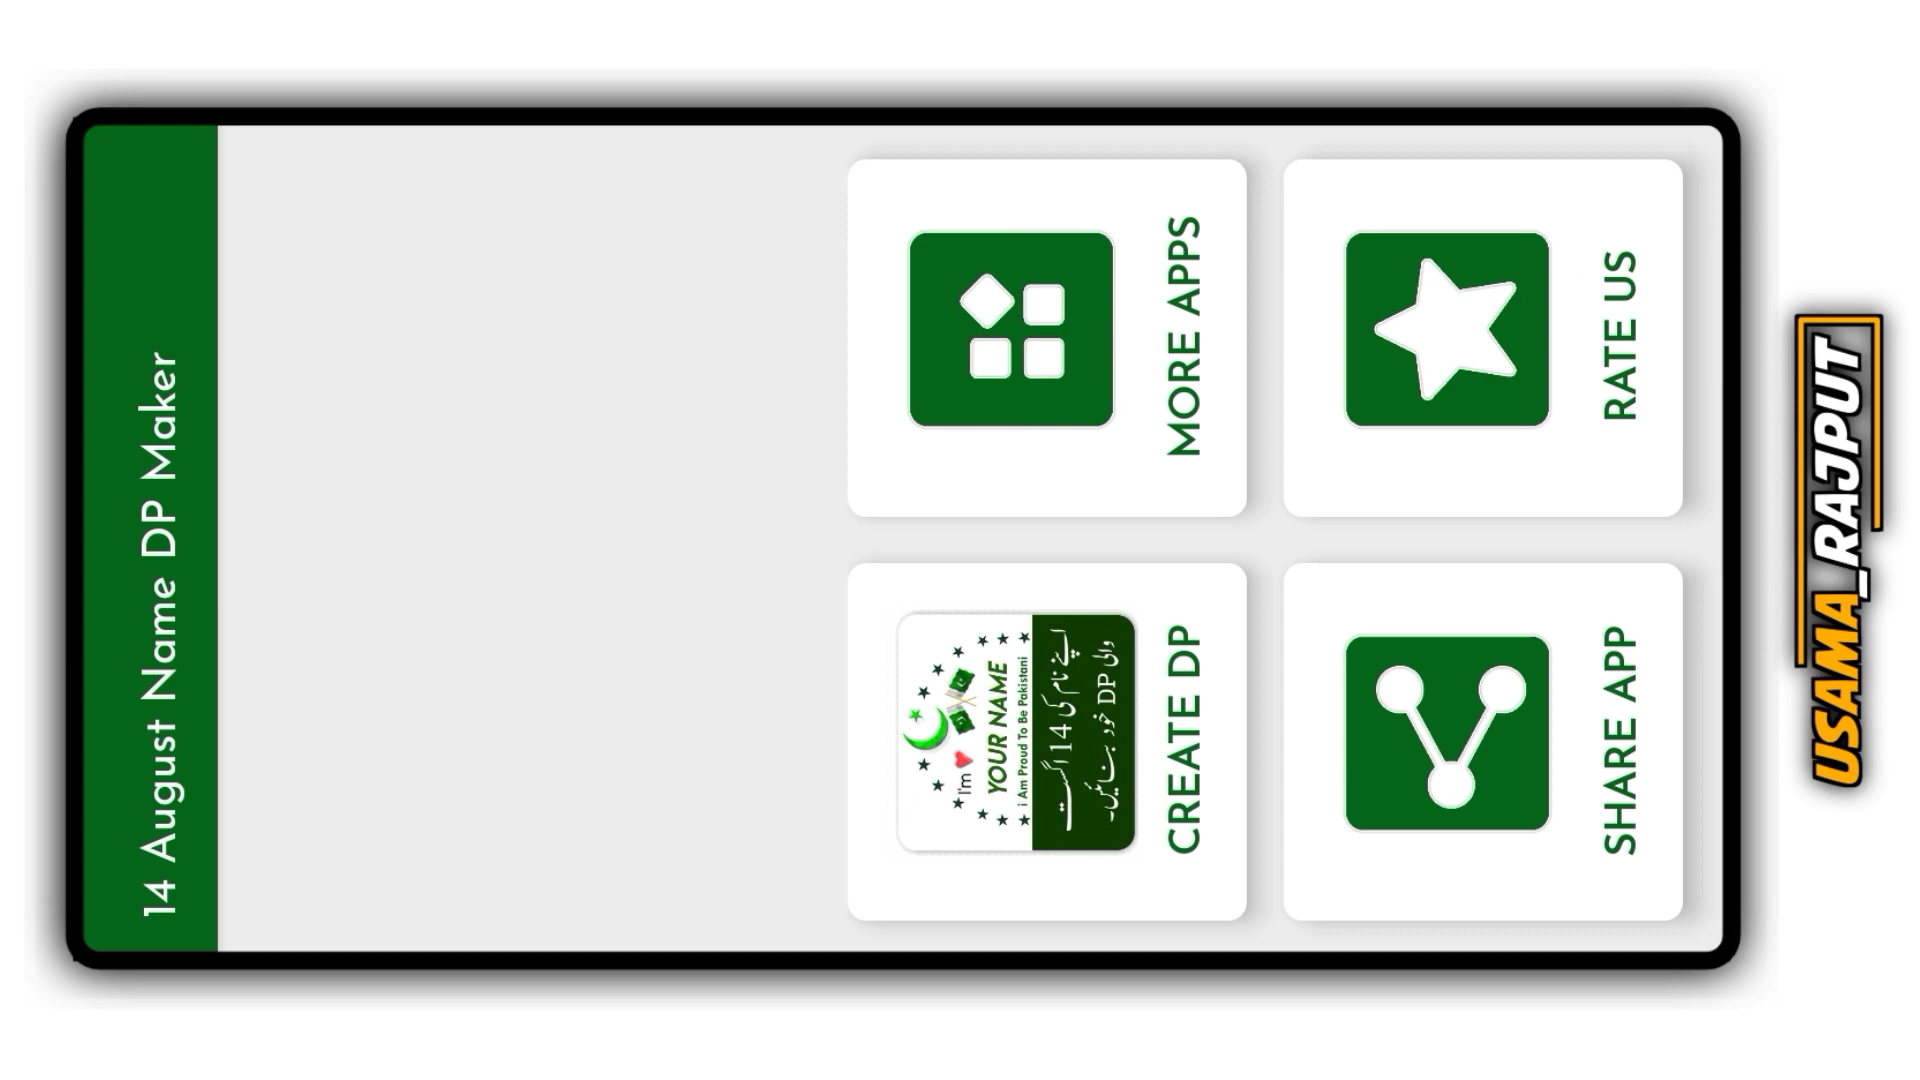 14 August Name DP Maker
I'm
YOUR NAME
i Am Proud To Be Pakistani
اپنے نام کی 14 اگست
والی DP خود بنائیں۔
CREATE DP
MORE APPS
SHARE APP
RATE US
USAMA_RAJPUT